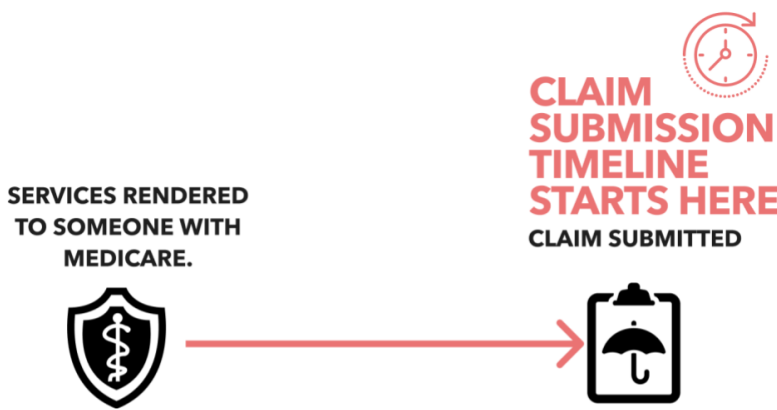 SERVICES RENDERED
TO SOMEONE WITH
MEDICARE.
CLAIM
SUBMISSION
TIMELINE
STARTS HERE
CLAIM SUBMITTED